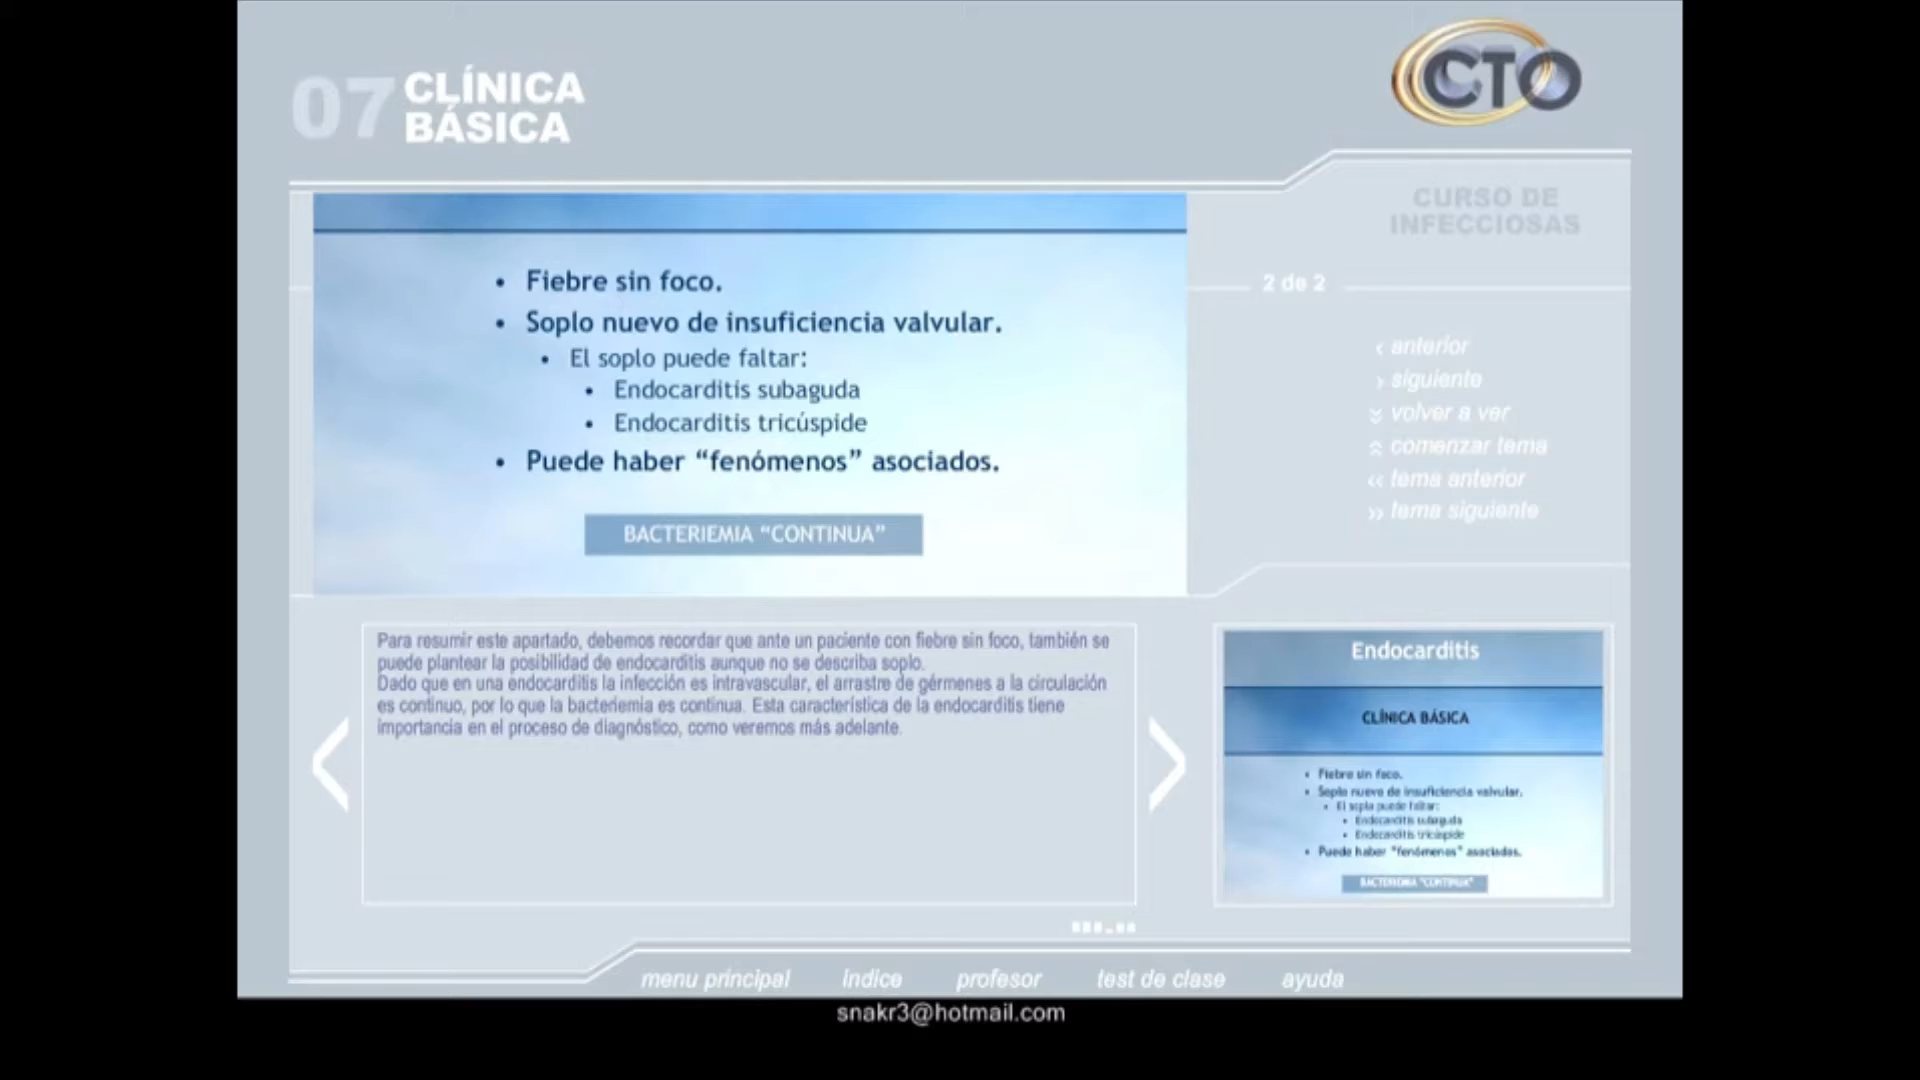 07 CLÍNICA
BÁSICA
CTO
CURSO DE
INFECCIOSAS
2 de 2
• Fiebre sin foco.
• Soplo nuevo de insuficiencia valvular.
• El soplo puede faltar:
• Endocarditis subaguda
• Endocarditis tricúspide
• Puede haber “fenómenos” asociados.
BACTERIEMIA “CONTINUA”
‹ anterior
› siguiente
volver a ver
comenzar tema
‹‹ tema anterior
›› tema siguiente
Para resumir este apartado, debemos recordar que ante un paciente con fiebre sin foco, también se
puede plantear la posibilidad de endocarditis aunque no se describa soplo.
Dado que en una endocarditis la infección es intravascular, el arrastre de gérmenes a la circulación
es continuo, por lo que la bacteriemia es continua. Esta característica de la endocarditis tiene
importancia en el proceso de diagnóstico, como veremos más adelante.
Endocarditis
CLÍNICA BÁSICA
• Fiebre sin foco.
• Soplo nuevo de insuficiencia valvular.
• El soplo puede faltar:
• Endocarditis subaguda
• Endocarditis tricúspide
• Puede haber “fenómenos” asociados.
BACTERIEMIA “CONTINUA”
menu principal índice profesor test de clase ayuda
snakr3@hotmail.com